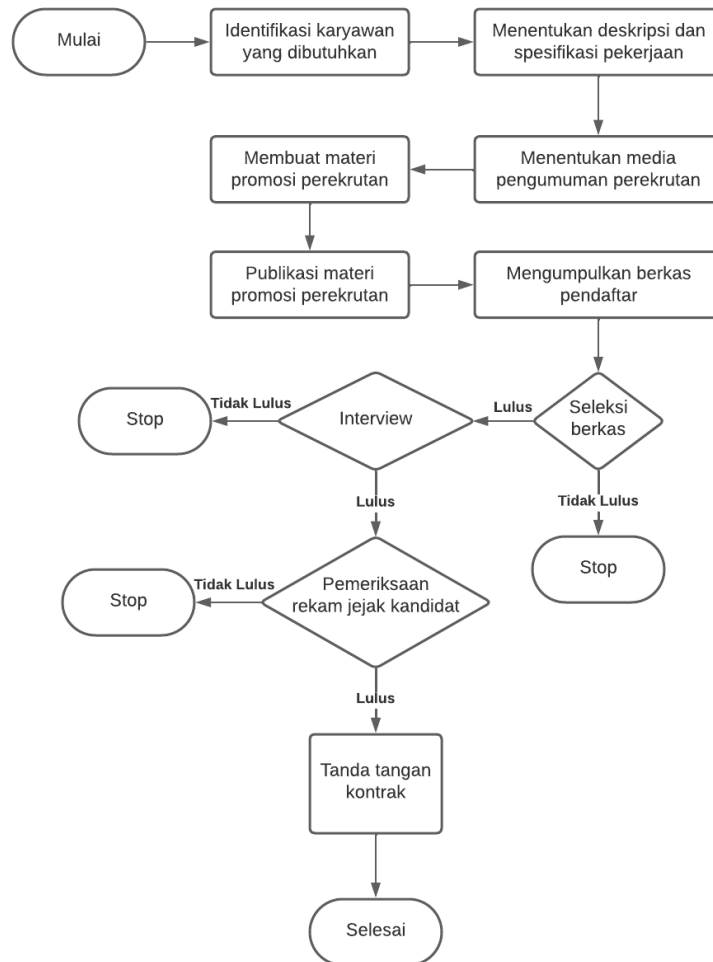 Mulai
Identifikasi karyawan
yang dibutuhkan
Menentukan deskripsi dan
spesifikasi pekerjaan
Menentukan media
pengumuman perekrutan
Membuat materi
promosi perekrutan
Publikasi materi
promosi perekrutan
Mengumpulkan berkas
pendaftar
Seleksi
berkas
Tidak Lulus
Stop
Lulus
Interview
Tidak Lulus
Stop
Lulus
Pemeriksaan
rekam jejak kandidat
Tidak Lulus
Stop
Lulus
Tanda tangan
kontrak
Selesai